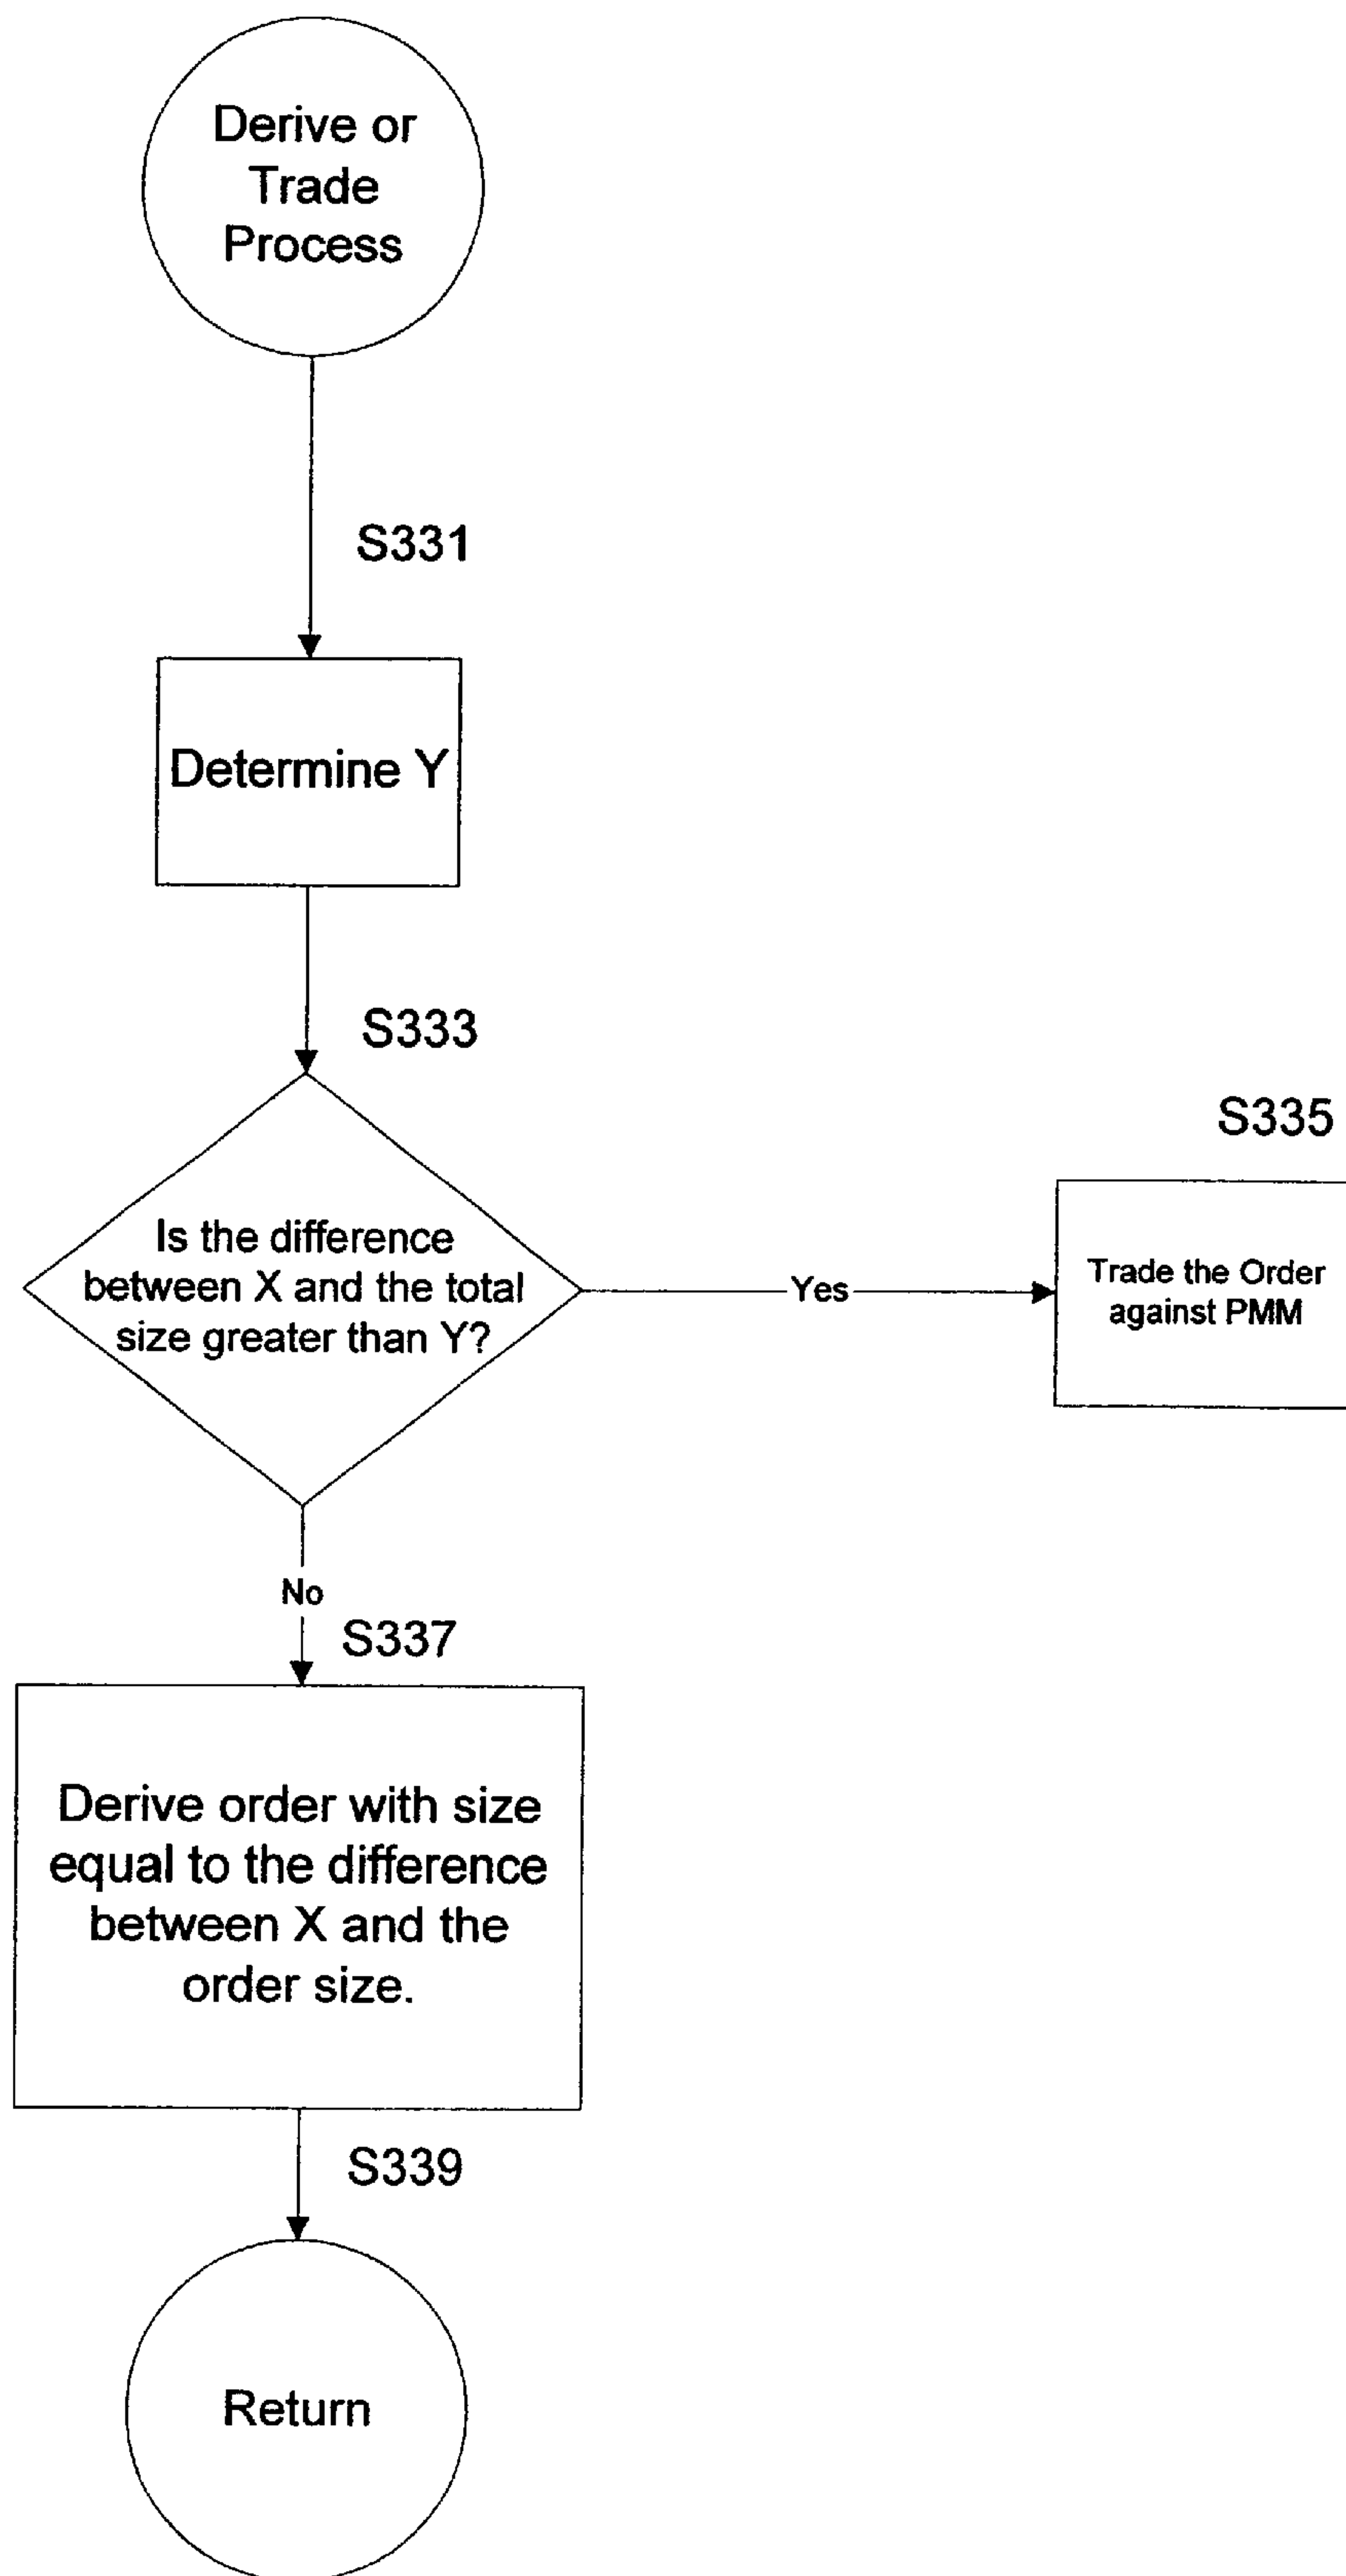 Derive or
Trade
Process
S331
Determine Y
S333
Is the difference
between X and the total
size greater than Y?
Yes
S335
Trade the Order
against PMM
No
S337
Derive order with size
equal to the difference
between X and the
order size.
S339
Return